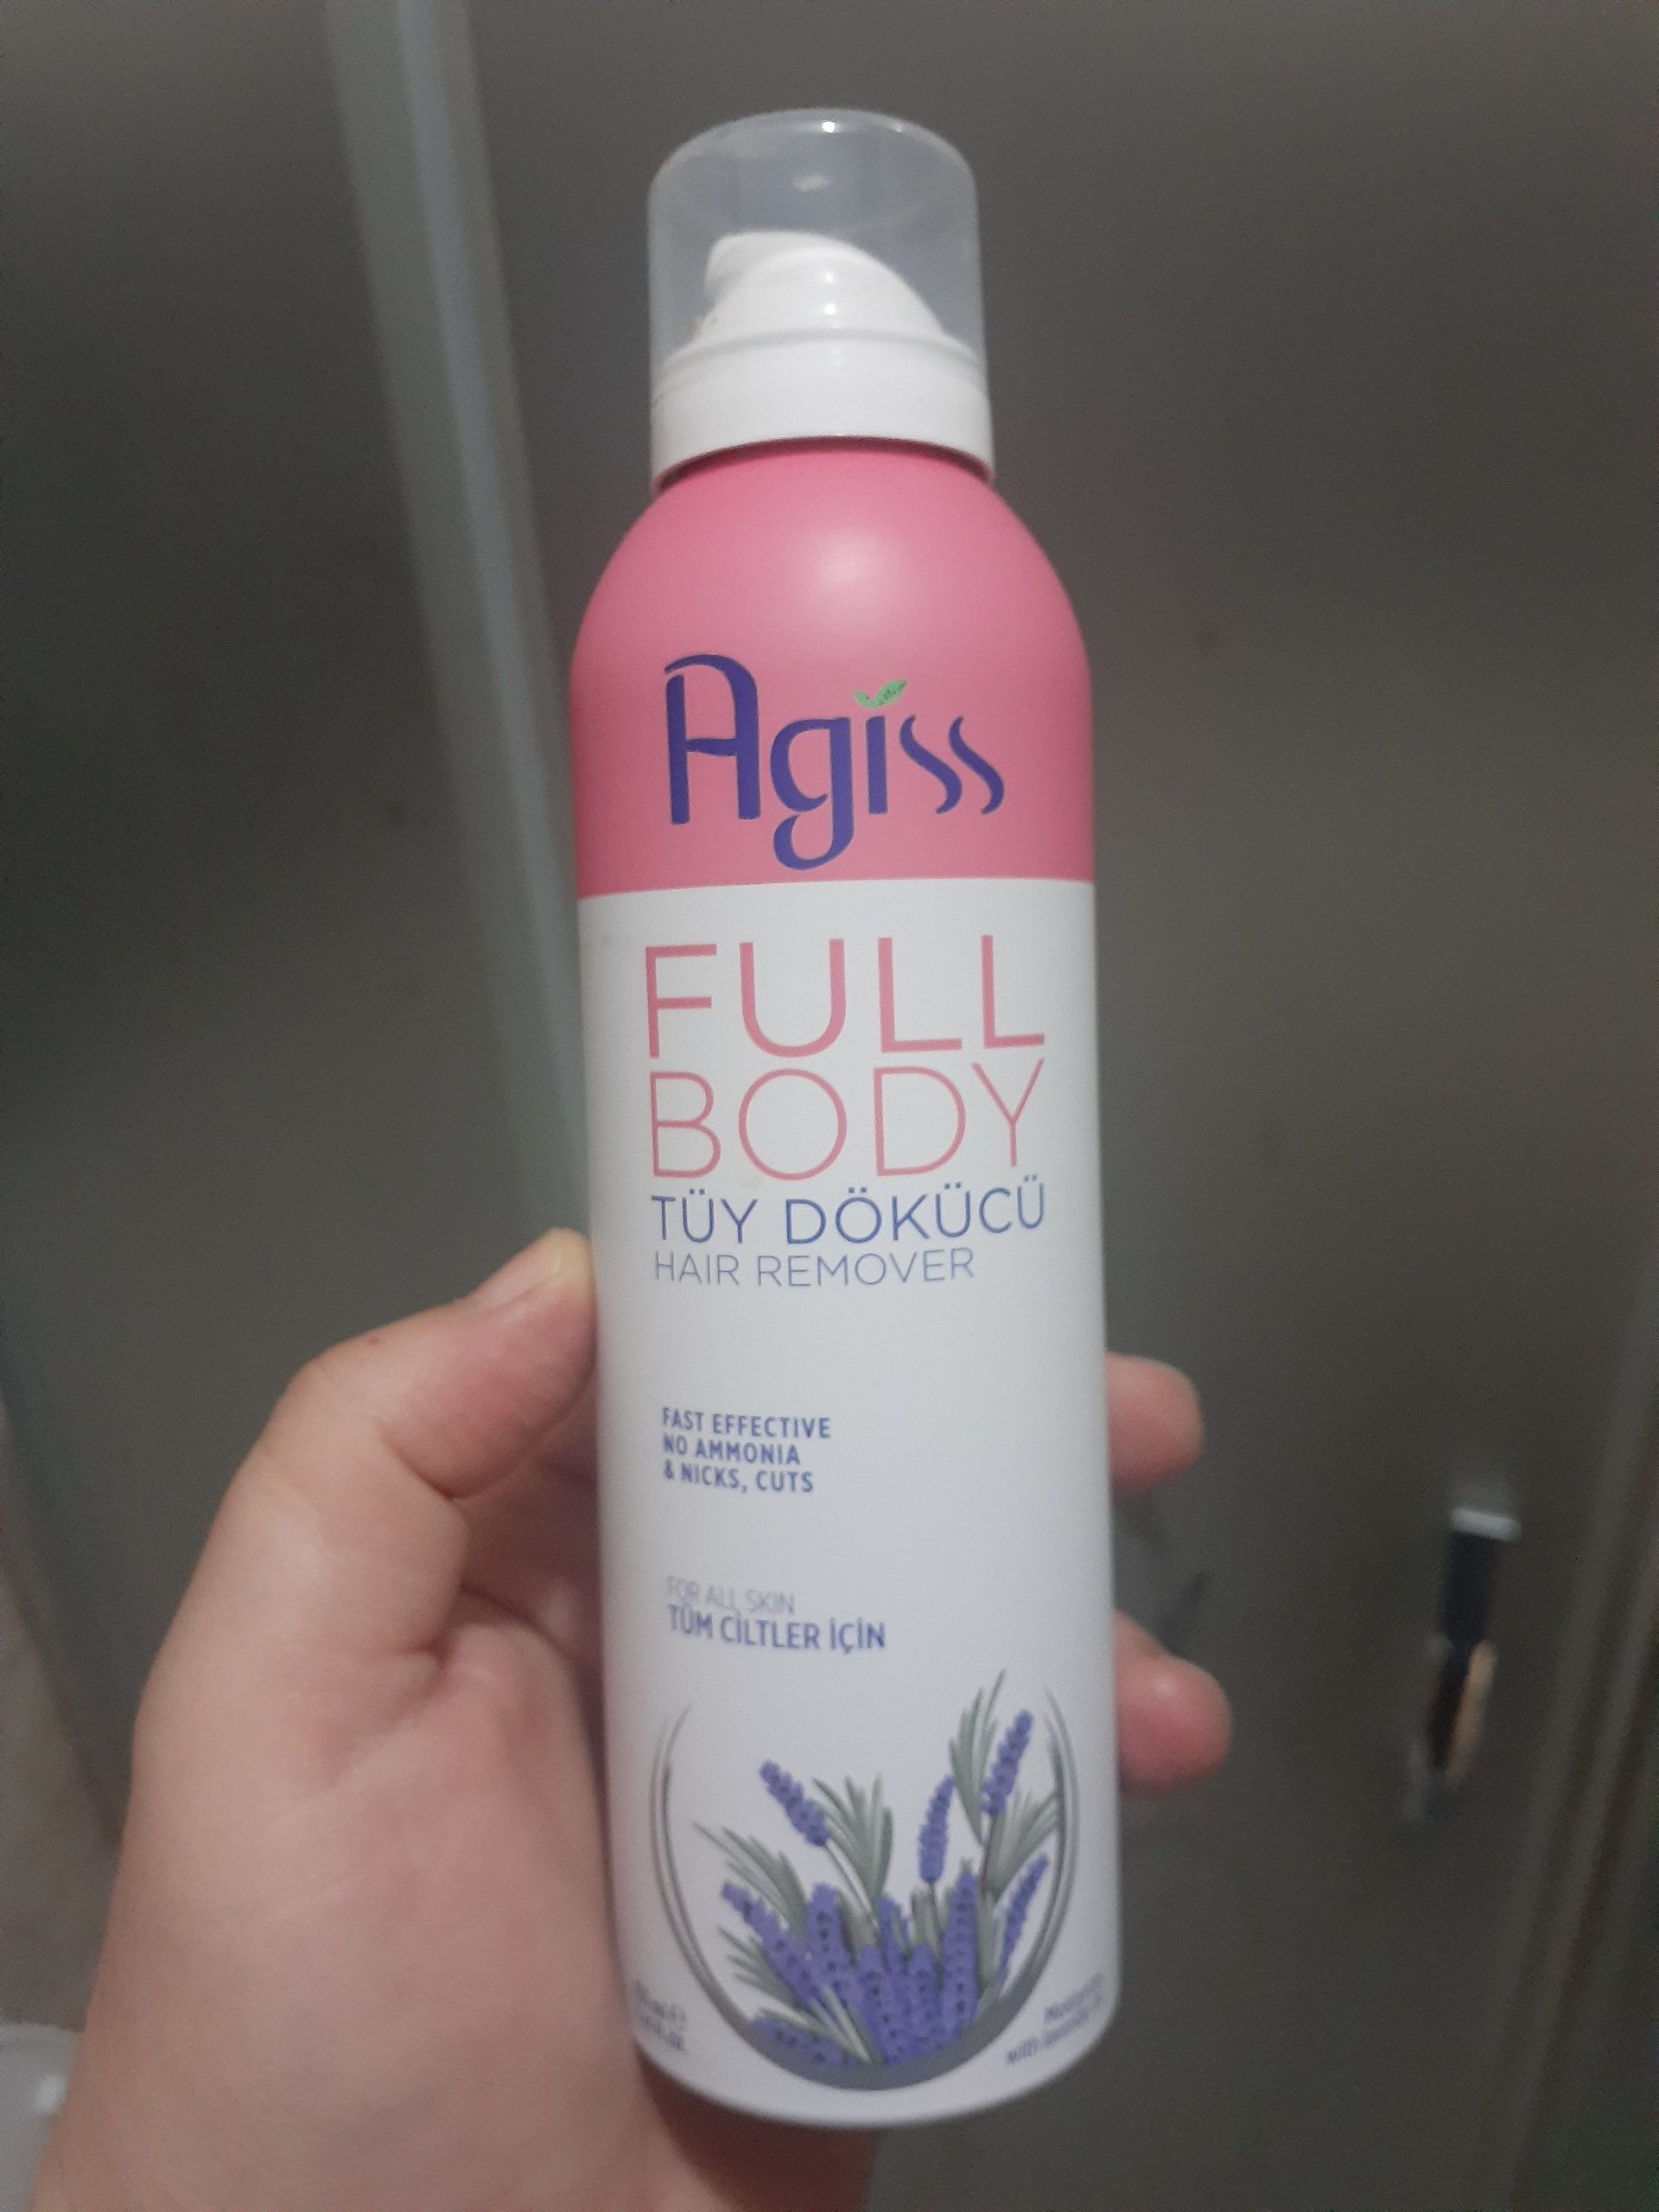 Agiss
FULL
BODY
TÜY DÖKÜCÜ
HAIR REMOVER
FAST EFFECTIVE
NO AMMONIA
& NICKS, CUTS
FOR ALL SKIN
TÜM CİLTLER İÇİN
with